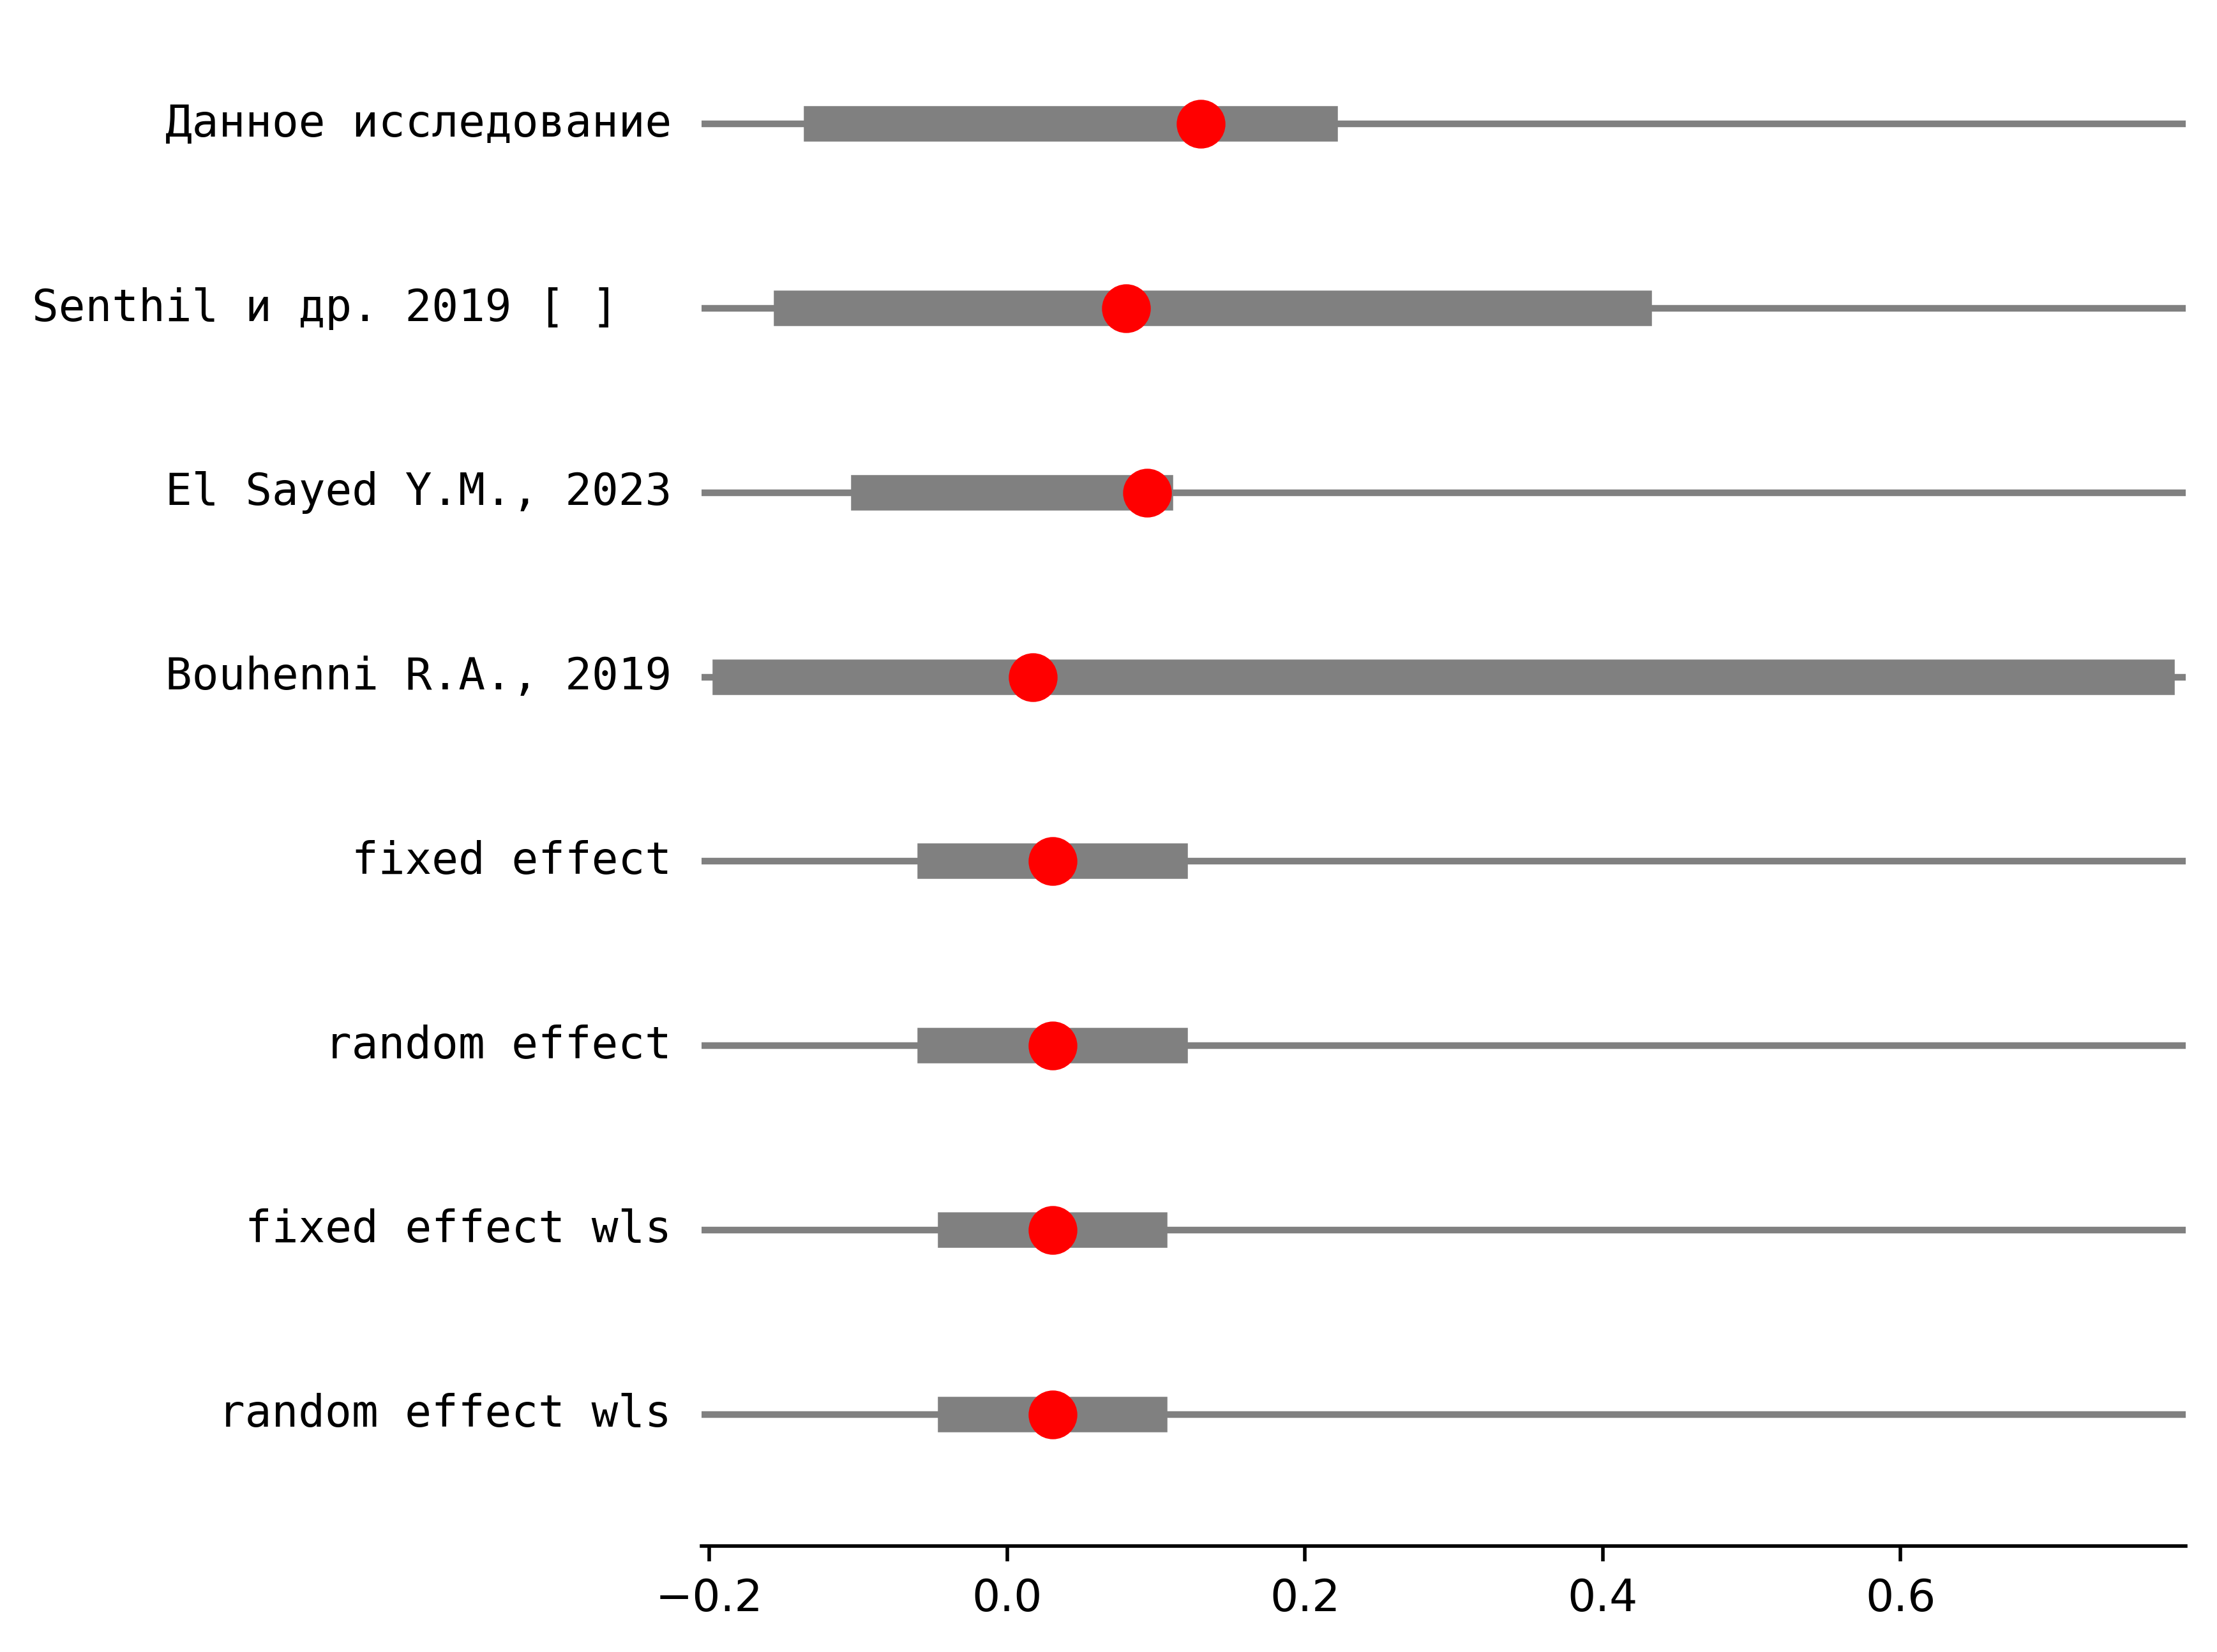 Данное исследование
Senthil и др. 2019 [ ]
El Sayed Y.M., 2023
Bouhenni R.A., 2019
fixed effect
random effect
fixed effect wls
random effect wls
−0.2 0.0 0.2 0.4 0.6